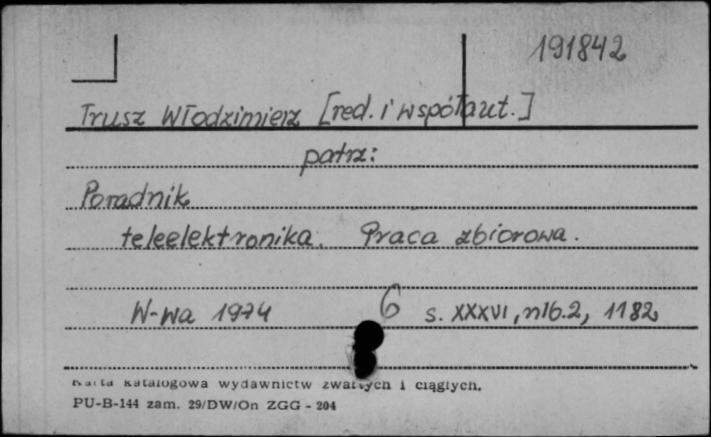 191842
Trusz Włodzimierz [red. i współaut.]
patrz:
Poradnik
teleelektronika. Praca zbiorowa.
W-wa 1974 6 s. XXXVI, nlb. 2, 1182
Karta katalogowa wydawnictw zwartych i ciągłych.
PU-B-144 zam. 29/DW/On ZGG - 204